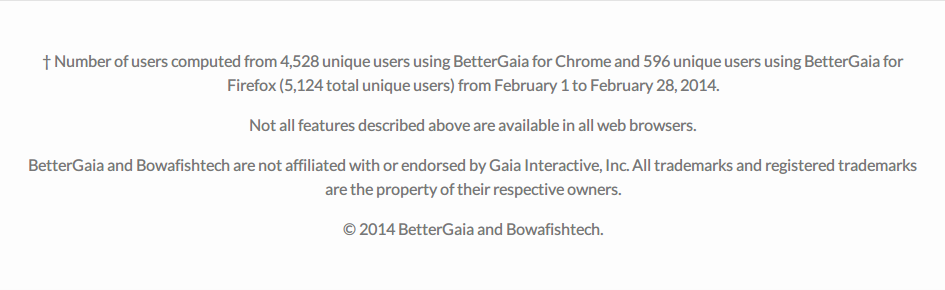 † Number of users computed from 4,528 unique users using BetterGaia for Chrome and 596 unique users using BetterGaia for
Firefox (5,124 total unique users) from February 1 to February 28, 2014.
Not all features described above are available in all web browsers.
BetterGaia and Bowafishtech are not affiliated with or endorsed by Gaia Interactive, Inc. All trademarks and registered trademarks
are the property of their respective owners.
© 2014 BetterGaia and Bowafishtech.